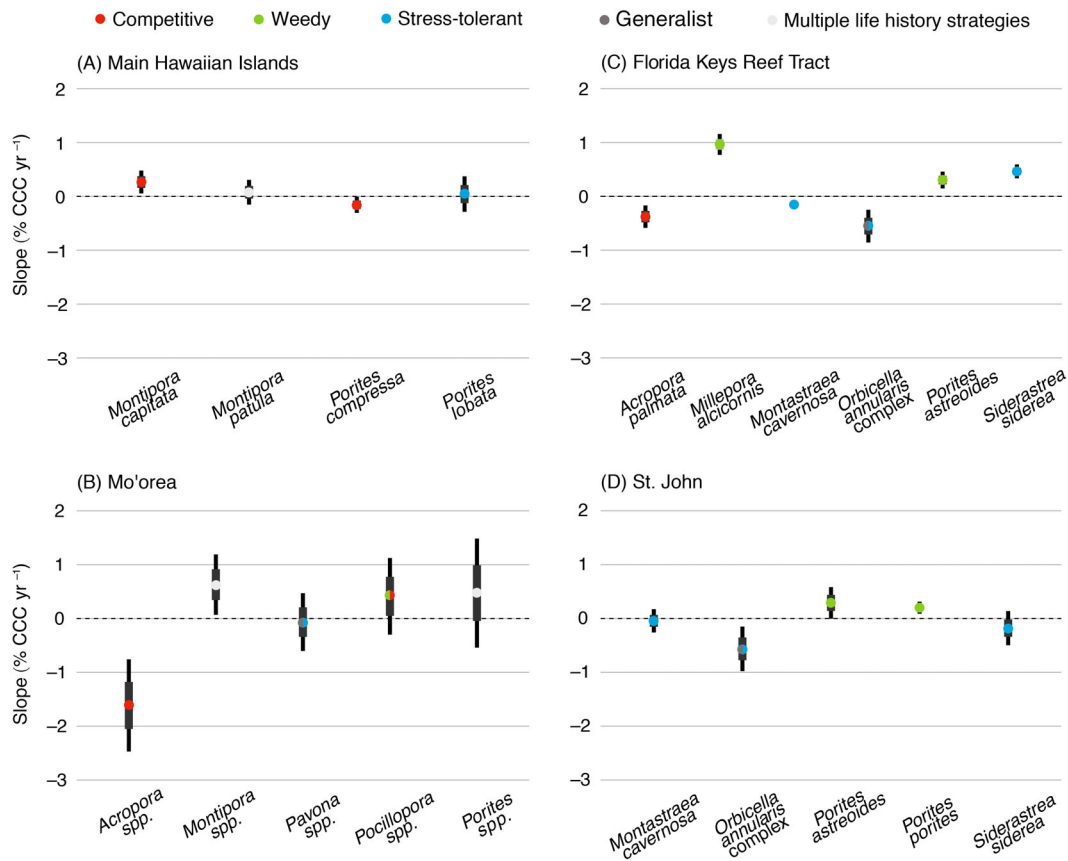 Competitive
Weedy
Stress-tolerant
Generalist
Multiple life history strategies
(A) Main Hawaiian Islands
Slope (% CCC yr⁻¹)
2
1
0
–1
–2
–3
Montipora
capitata
Montipora
patula
Porites
compressa
Porites
lobata
(C) Florida Keys Reef Tract
2
1
0
–1
–2
–3
Acropora
palmata
Millepora
alcicornis
Montastraea
cavernosa
Orbicella
annularis
complex
Porites
astreoides
Siderastrea
siderea
(B) Mo'orea
Slope (% CCC yr⁻¹)
2
1
0
–1
–2
–3
Acropora
spp.
Montipora
spp.
Pavona
spp.
Pocillopora
spp.
Porites
spp.
(D) St. John
2
1
0
–1
–2
–3
Montastraea
cavernosa
Orbicella
annularis
complex
Porites
astreoides
Porites
porites
Siderastrea
siderea